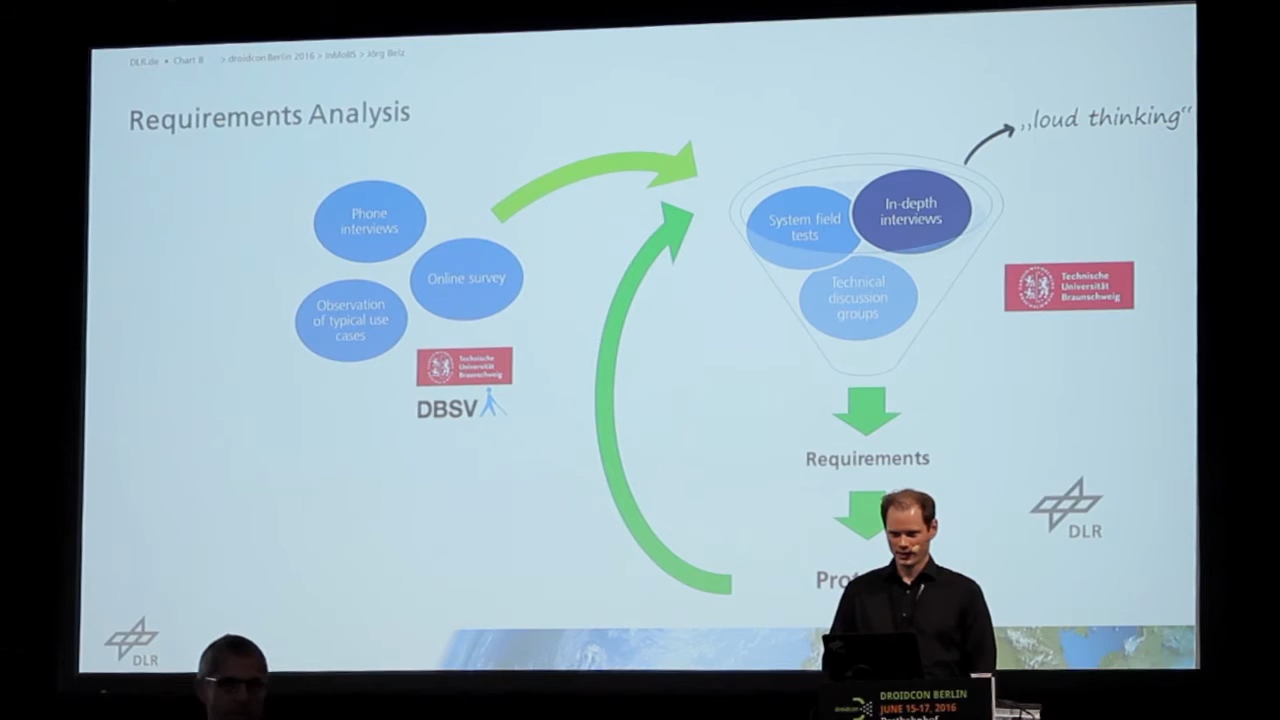 DLR.de • Chart 8 > droidcon Berlin 2016 > InMoBS > Jörg Belz
Requirements Analysis
„loud thinking“
Phone
interviews
Online survey
Observation
of typical use
cases
Technische
Universität
Braunschweig
DBSV
System field
tests
In-depth
interviews
Technical
discussion
groups
Technische
Universität
Braunschweig
Requirements
DLR
DLR
droidcon
DROIDCON BERLIN
JUNE 15-17, 2016